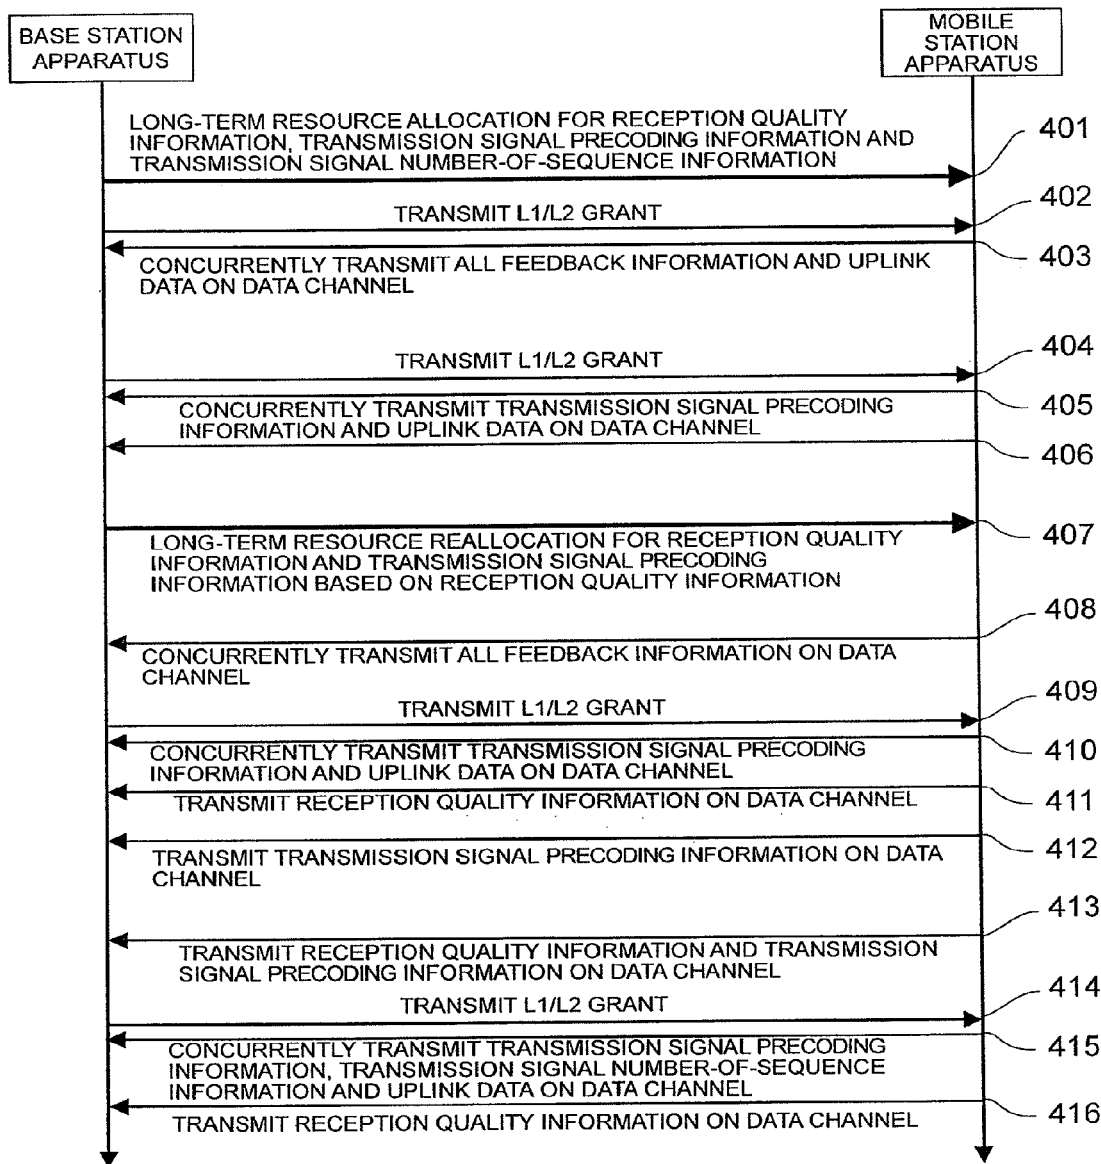 BASE STATION
APPARATUS
MOBILE
STATION
APPARATUS
LONG-TERM RESOURCE ALLOCATION FOR RECEPTION QUALITY
INFORMATION, TRANSMISSION SIGNAL PRECODING INFORMATION AND
TRANSMISSION SIGNAL NUMBER-OF-SEQUENCE INFORMATION
401
TRANSMIT L1/L2 GRANT
402
403
CONCURRENTLY TRANSMIT ALL FEEDBACK INFORMATION AND UPLINK
DATA ON DATA CHANNEL
TRANSMIT L1/L2 GRANT
404
405
CONCURRENTLY TRANSMIT TRANSMISSION SIGNAL PRECODING
INFORMATION AND UPLINK DATA ON DATA CHANNEL
406
407
LONG-TERM RESOURCE REALLOCATION FOR RECEPTION QUALITY
INFORMATION AND TRANSMISSION SIGNAL PRECODING
INFORMATION BASED ON RECEPTION QUALITY INFORMATION
408
CONCURRENTLY TRANSMIT ALL FEEDBACK INFORMATION ON DATA
CHANNEL
409
TRANSMIT L1/L2 GRANT
410
CONCURRENTLY TRANSMIT TRANSMISSION SIGNAL PRECODING
INFORMATION AND UPLINK DATA ON DATA CHANNEL
411
TRANSMIT RECEPTION QUALITY INFORMATION ON DATA CHANNEL
412
TRANSMIT TRANSMISSION SIGNAL PRECODING INFORMATION ON DATA
CHANNEL
413
TRANSMIT RECEPTION QUALITY INFORMATION AND TRANSMISSION
SIGNAL PRECODING INFORMATION ON DATA CHANNEL
414
TRANSMIT L1/L2 GRANT
415
CONCURRENTLY TRANSMIT TRANSMISSION SIGNAL PRECODING
INFORMATION, TRANSMISSION SIGNAL NUMBER-OF-SEQUENCE
INFORMATION AND UPLINK DATA ON DATA CHANNEL
416
TRANSMIT RECEPTION QUALITY INFORMATION ON DATA CHANNEL